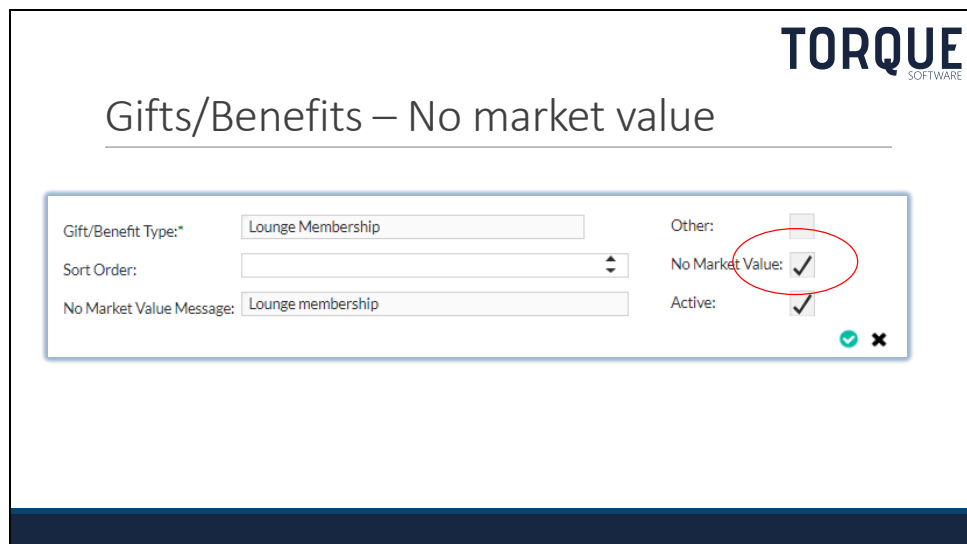 TORQUE
SOFTWARE
Gifts/Benefits – No market value
Gift/Benefit Type:* Lounge Membership Other:
Sort Order: No Market Value:
No Market Value Message: Lounge membership Active: